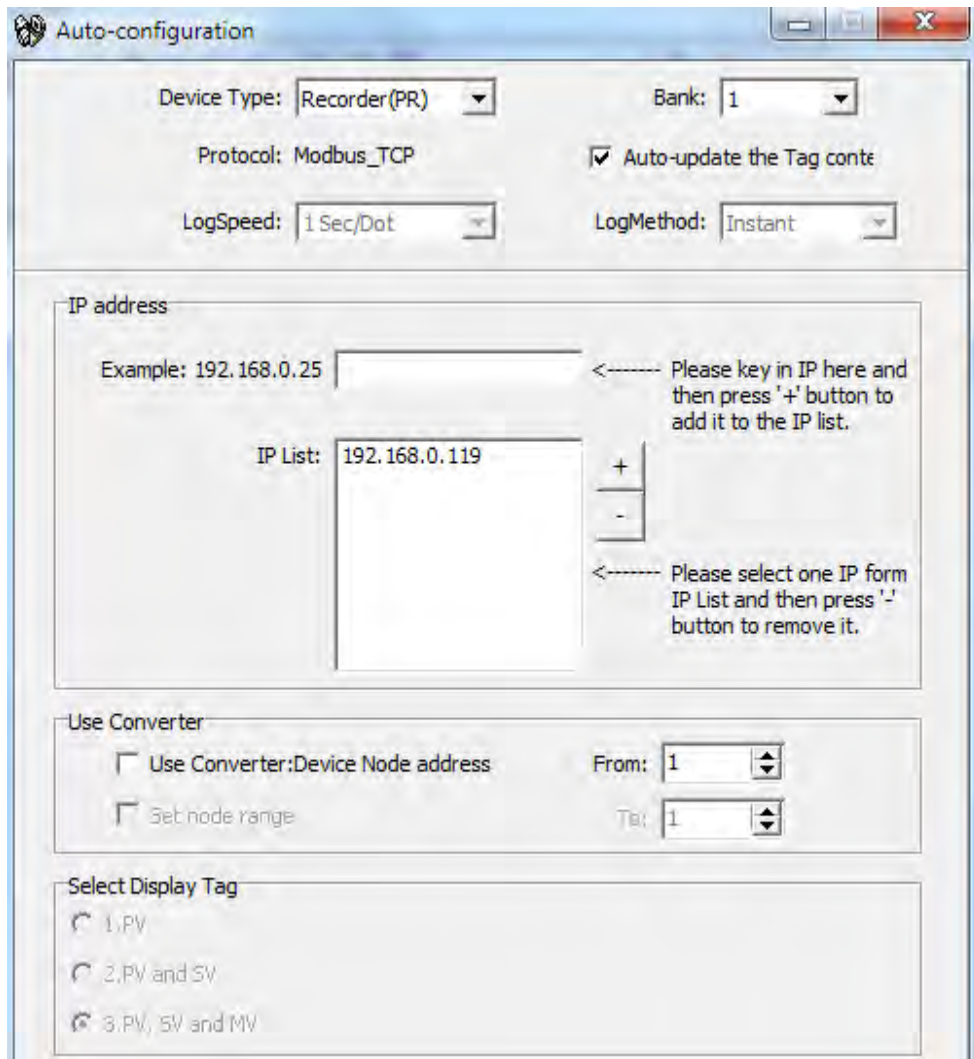 Auto-configuration
Device Type: Recorder(PR) Bank: 1
Protocol: Modbus_TCP Auto-update the Tag conte
LogSpeed: 1 Sec/Dot LogMethod: Instant
IP address
Example: 192.168.0.25 <------- Please key in IP here and
then press '+' button to
add it to the IP list.
IP List: 192.168.0.119
+
-
<------- Please select one IP form
IP List and then press '-'
button to remove it.
Use Converter
Use Converter:Device Node address From: 1
Set node range To: 1
Select Display Tag
1.PV
2.PV and SV
3.PV, SV and MV